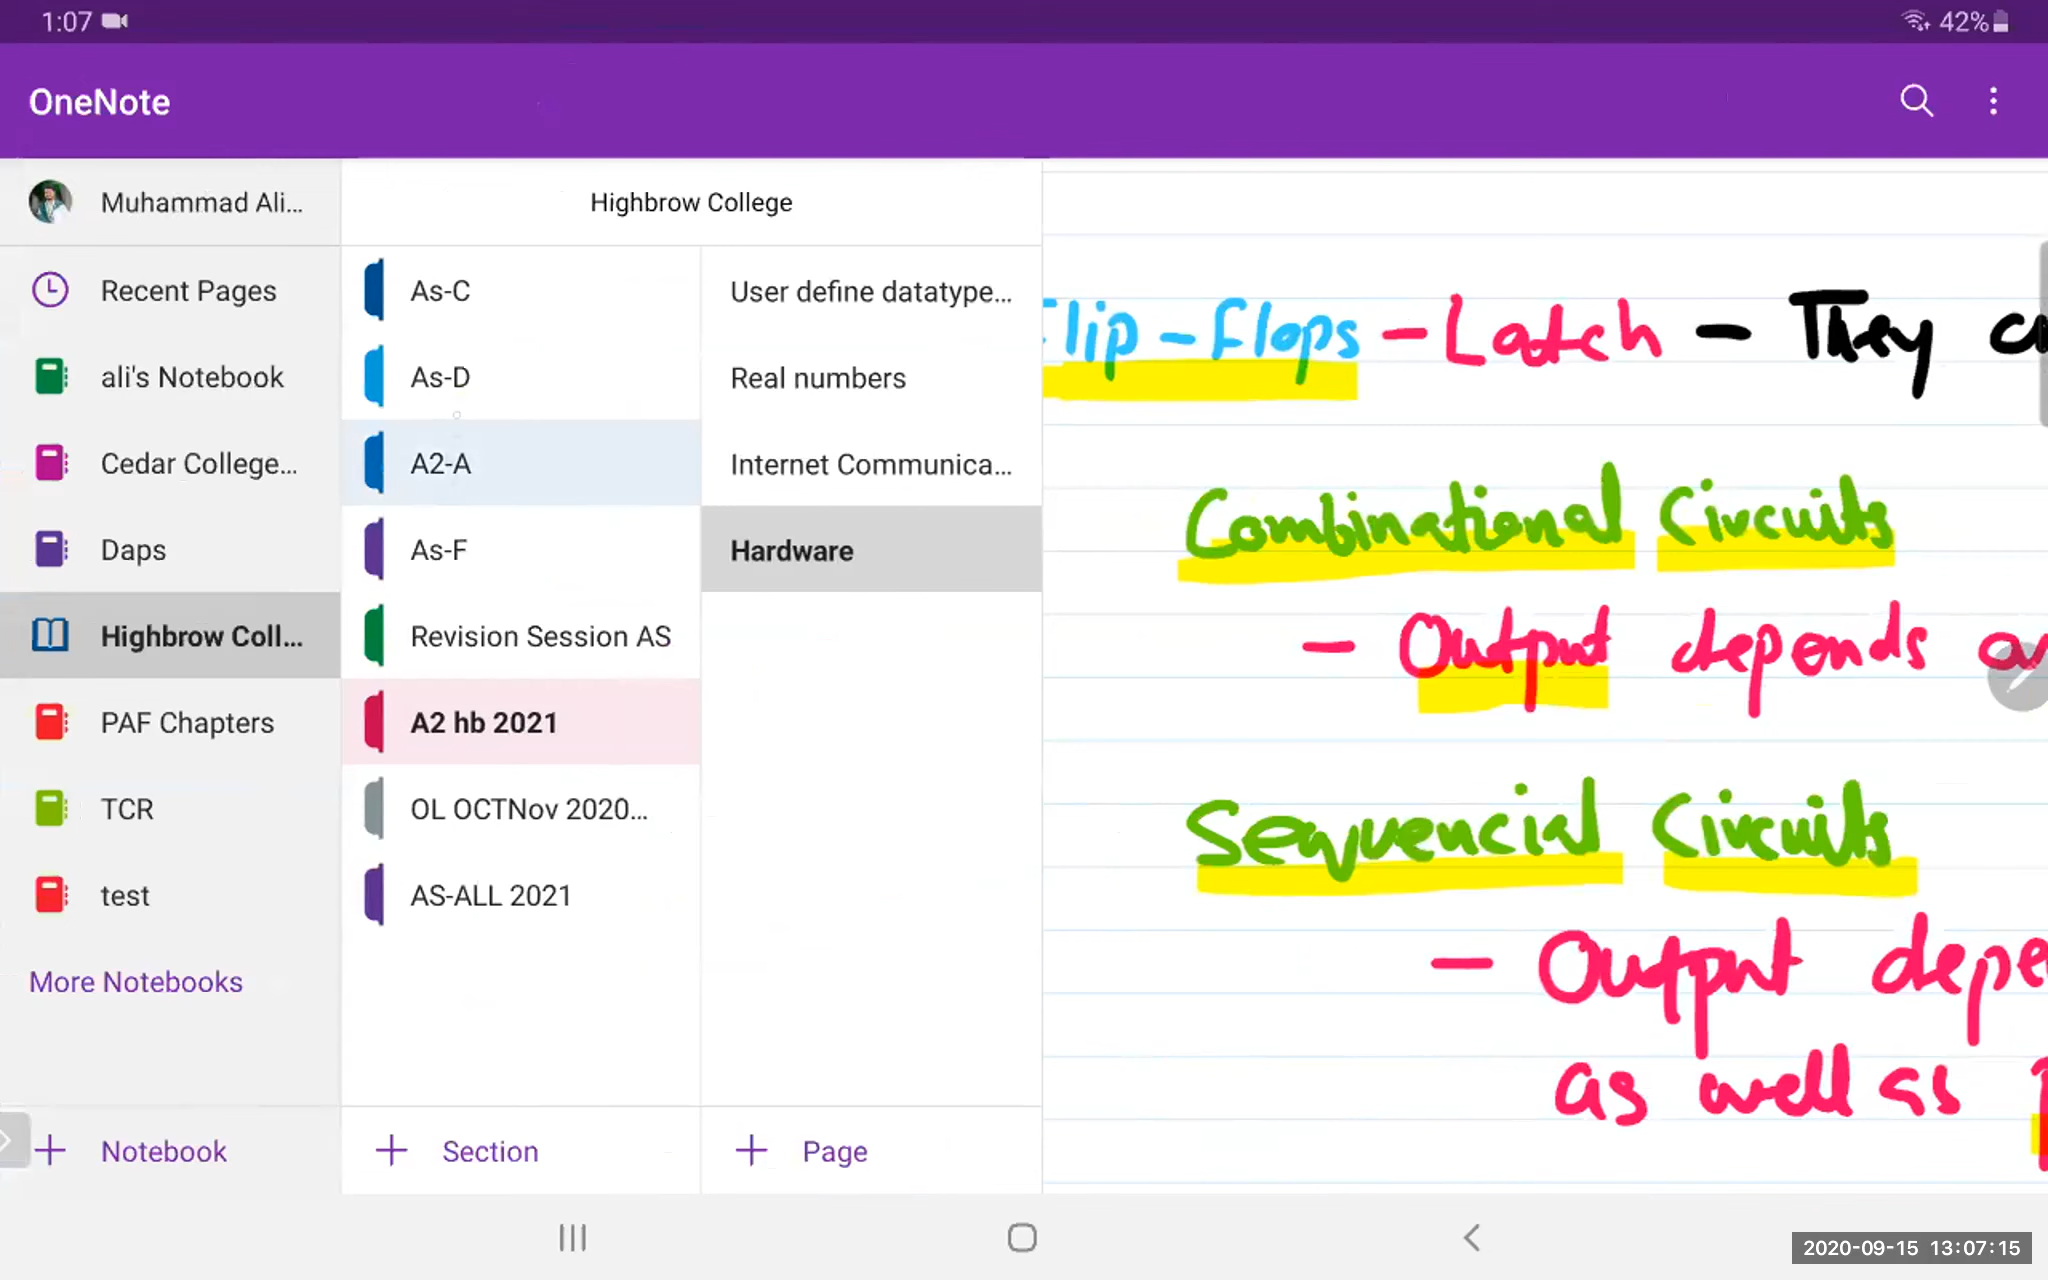 1:07
42%
OneNote
Muhammad Ali...
Recent Pages
ali's Notebook
Cedar College...
Daps
Highbrow Coll...
PAF Chapters
TCR
test
More Notebooks
Notebook
Highbrow College
As-C
As-D
A2-A
As-F
Revision Session AS
A2 hb 2021
OL OCTNov 2020...
AS-ALL 2021
Section
User define datatype...
Real numbers
Internet Communica...
Hardware
Page
lip - Flops - Latch - They
Combinational Circuits
- Output depends
Sequencial Circuits
- Output depe
as well as
2020-09-15 13:07:15